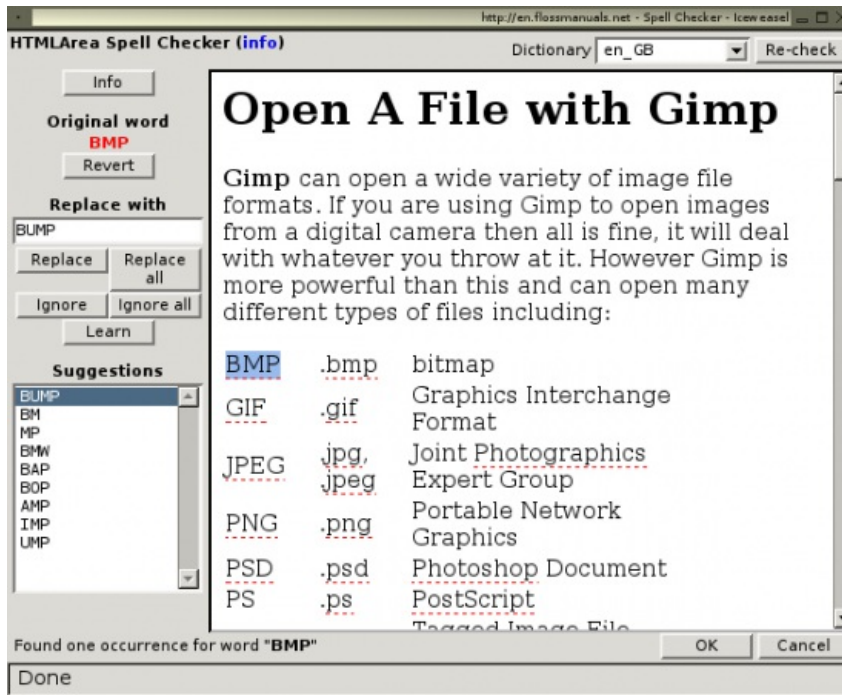 http://en.flossmanuals.net - Spell Checker - Iceweasel
HTMLArea Spell Checker (info)
Dictionary en_GB Re-check
Info
Original word
BMP
Revert
Replace with
BUMP
Replace Replace all
Ignore Ignore all
Learn
Suggestions
BUMP
BM
MP
BMW
BAP
BOP
AMP
IMP
UMP
Open A File with Gimp
Gimp can open a wide variety of image file
formats. If you are using Gimp to open images
from a digital camera then all is fine, it will deal
with whatever you throw at it. However Gimp is
more powerful than this and can open many
different types of files including:
BMP .bmp bitmap
GIF .gif Graphics Interchange
Format
JPEG .jpg, Joint Photographics
.jpeg Expert Group
PNG .png Portable Network
Graphics
PSD .psd Photoshop Document
PS .ps PostScript
Tagged Image File
Found one occurrence for word "BMP"
OK Cancel
Done